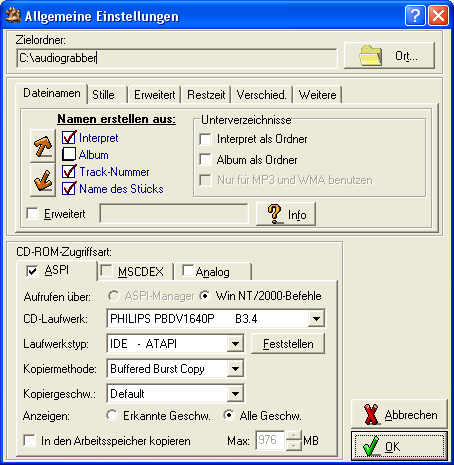 Allgemeine Einstellungen
Zielordner:
C:\audiograbber
Ort...
Dateinamen Stille Erweitert Restzeit Verschied. Weitere
Namen erstellen aus:
Interpret
Album
Track-Nummer
Name des Stücks
Unterverzeichnisse
Interpret als Ordner
Album als Ordner
Nur für MP3 und WMA benutzen
Erweitert
? Info
CD-ROM-Zugriffsart:
ASPI MSCDEX Analog
Aufrufen über: ASPI-Manager Win NT/2000-Befehle
CD-Laufwerk: PHILIPS PBDV1640P B3.4
Laufwerkstyp: IDE - ATAPI Feststellen
Kopiermethode: Buffered Burst Copy
Kopiergeschw.: Default
Anzeigen: Erkannte Geschw. Alle Geschw.
In den Arbeitsspeicher kopieren Max: 976 MB
Abbrechen
OK